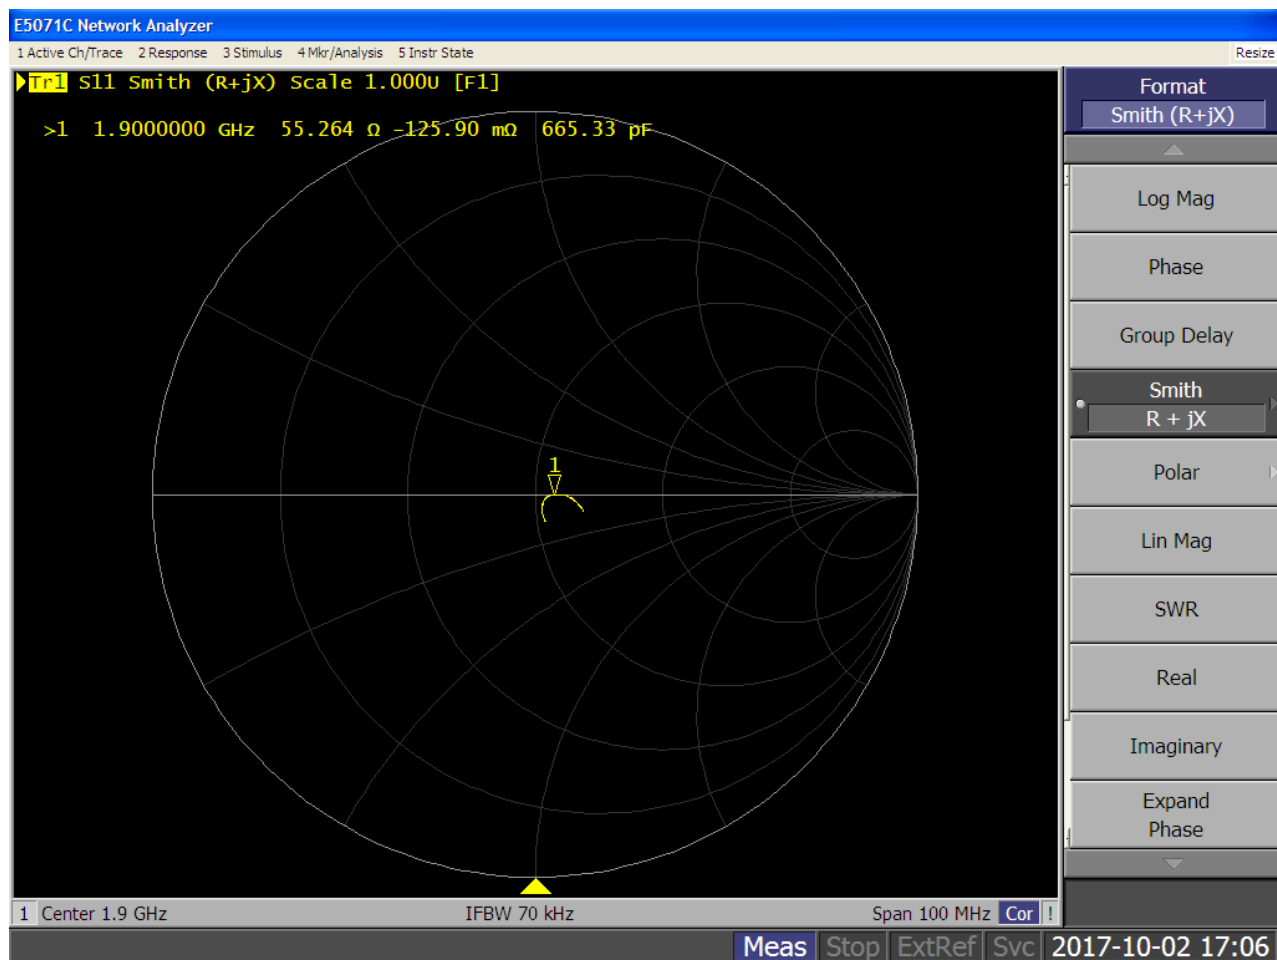 E5071C Network Analyzer
1 Active Ch/Trace 2 Response 3 Stimulus 4 Mkr/Analysis 5 Instr State Resize
Tr1 S11 Smith (R+jX) Scale 1.000U [F1]
>1 1.9000000 GHz 55.264 Ω -125.90 mΩ 665.33 pF
1
Format
Smith (R+jX)
Log Mag
Phase
Group Delay
Smith
R + jX
Polar
Lin Mag
SWR
Real
Imaginary
Expand
Phase
1 Center 1.9 GHz IFBW 70 kHz Span 100 MHz Cor !
Meas Stop ExtRef Svc 2017-10-02 17:06